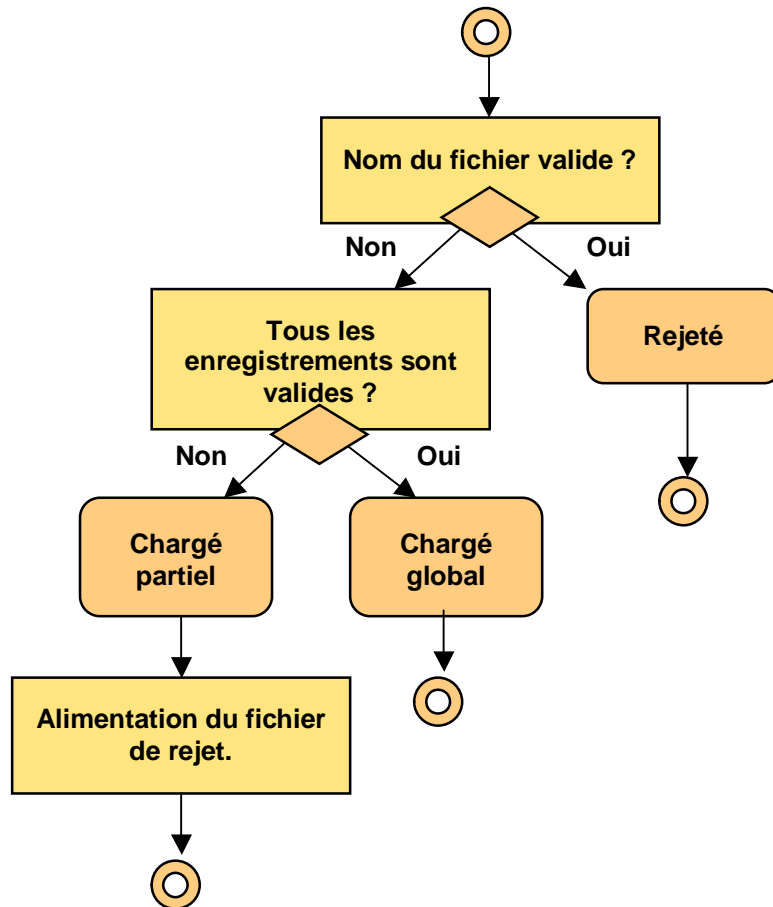 Nom du fichier valide ?
Non
Oui
Tous les
enregistrements sont
valides ?
Rejeté
Non
Oui
Chargé
partiel
Chargé
global
Alimentation du fichier
de rejet.